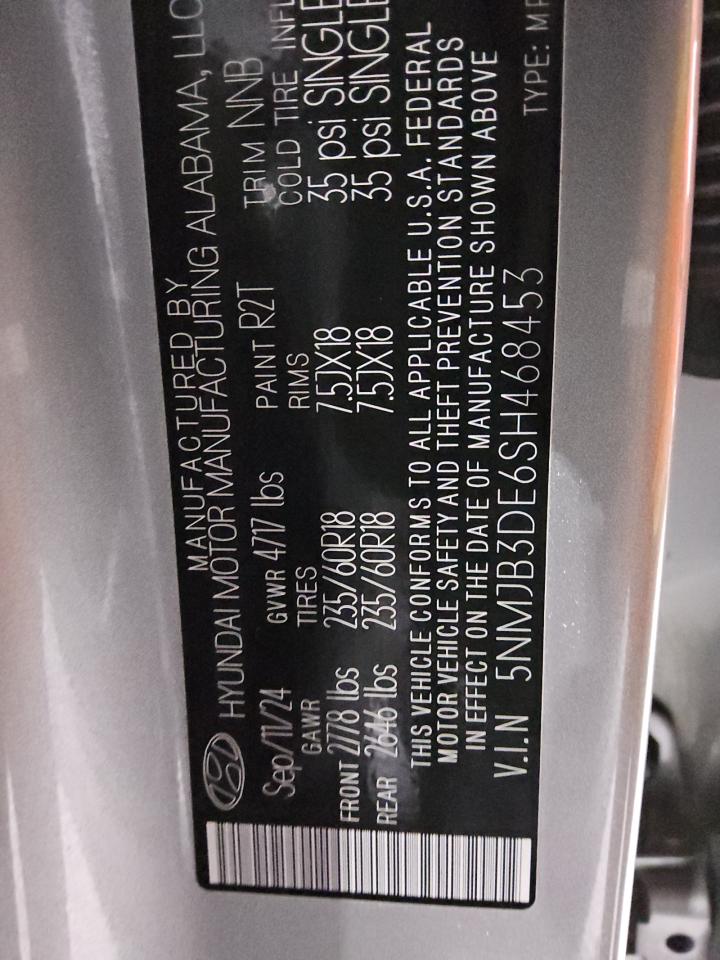 MANUFACTURED BY
HYUNDAI MOTOR MANUFACTURING ALABAMA, LLC
Sep/11/24 GVWR 4717 lbs PAINT R2T TRIM NNB
GAWR TIRES RIMS COLD TIRE INFL
FRONT 2778 lbs 235/60R18 7.5JX18 35 psi SINGLE
REAR 2646 lbs 235/60R18 7.5JX18 35 psi SINGLE
THIS VEHICLE CONFORMS TO ALL APPLICABLE U.S.A. FEDERAL
MOTOR VEHICLE SAFETY AND THEFT PREVENTION STANDARDS
IN EFFECT ON THE DATE OF MANUFACTURE SHOWN ABOVE
V.I.N 5NMJB3DE6SH468453 TYPE: